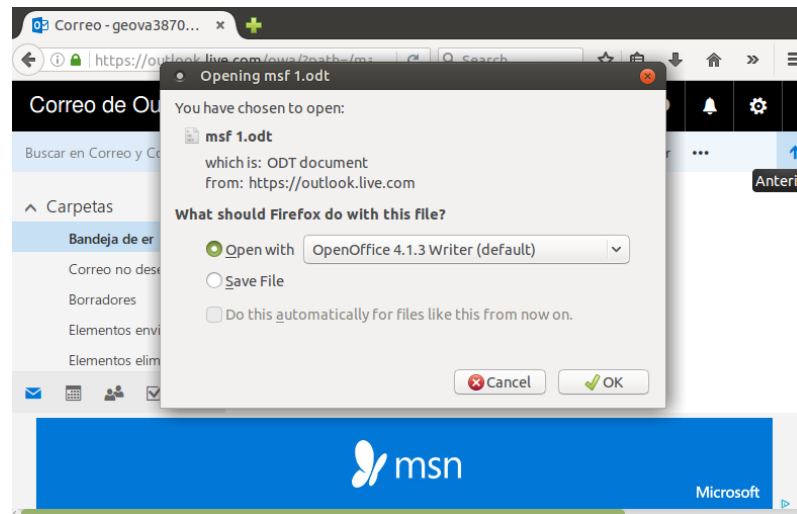 Correo - geova3870...
https://outlook.live.com/owa/?path=/ma
Search
Opening msf 1.odt
Correo de Ou
You have chosen to open:
msf 1.odt
Buscar en Correo y Co
which is: ODT document
from: https://outlook.live.com
Anteri
Carpetas
What should Firefox do with this file?
Bandeja de er
Open with OpenOffice 4.1.3 Writer (default)
Correo no dese
Save File
Borradores
Do this automatically for files like this from now on.
Elementos envi
Elementos elim
Cancel OK
msn
Microsoft